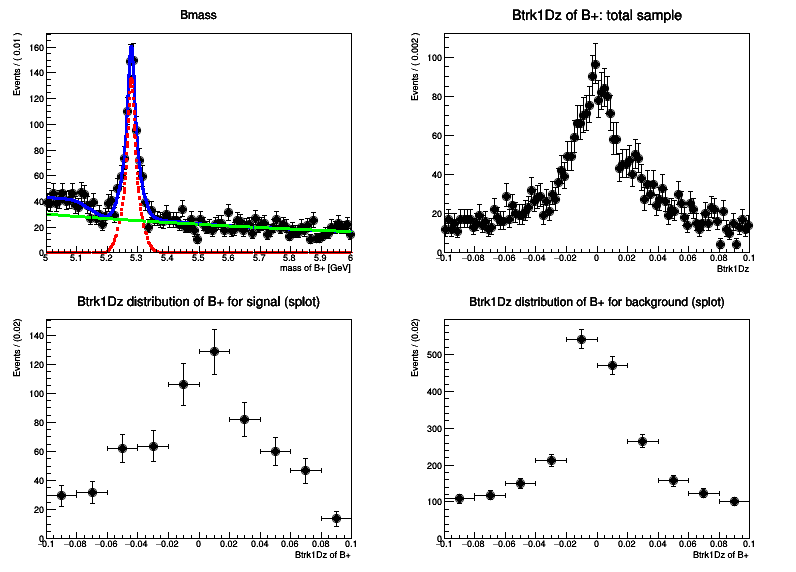 Bmass
Events / ( 0.01 )
160
140
120
100
80
60
40
20
0
5 5.1 5.2 5.3 5.4 5.5 5.6 5.7 5.8 5.9 6
mass of B+ [GeV]
Btrk1Dz of B+: total sample
Events / ( 0.002 )
100
80
60
40
20
0
−0.1 −0.08 −0.06 −0.04 −0.02 0 0.02 0.04 0.06 0.08 0.1
Btrk1Dz
Btrk1Dz distribution of B+ for signal (splot)
Events / (0.02)
140
120
100
80
60
40
20
0
−0.1 −0.08 −0.06 −0.04 −0.02 0 0.02 0.04 0.06 0.08 0.1
Btrk1Dz of B+
Btrk1Dz distribution of B+ for background (splot)
Events / (0.02)
500
400
300
200
100
0
−0.1 −0.08 −0.06 −0.04 −0.02 0 0.02 0.04 0.06 0.08 0.1
Btrk1Dz of B+